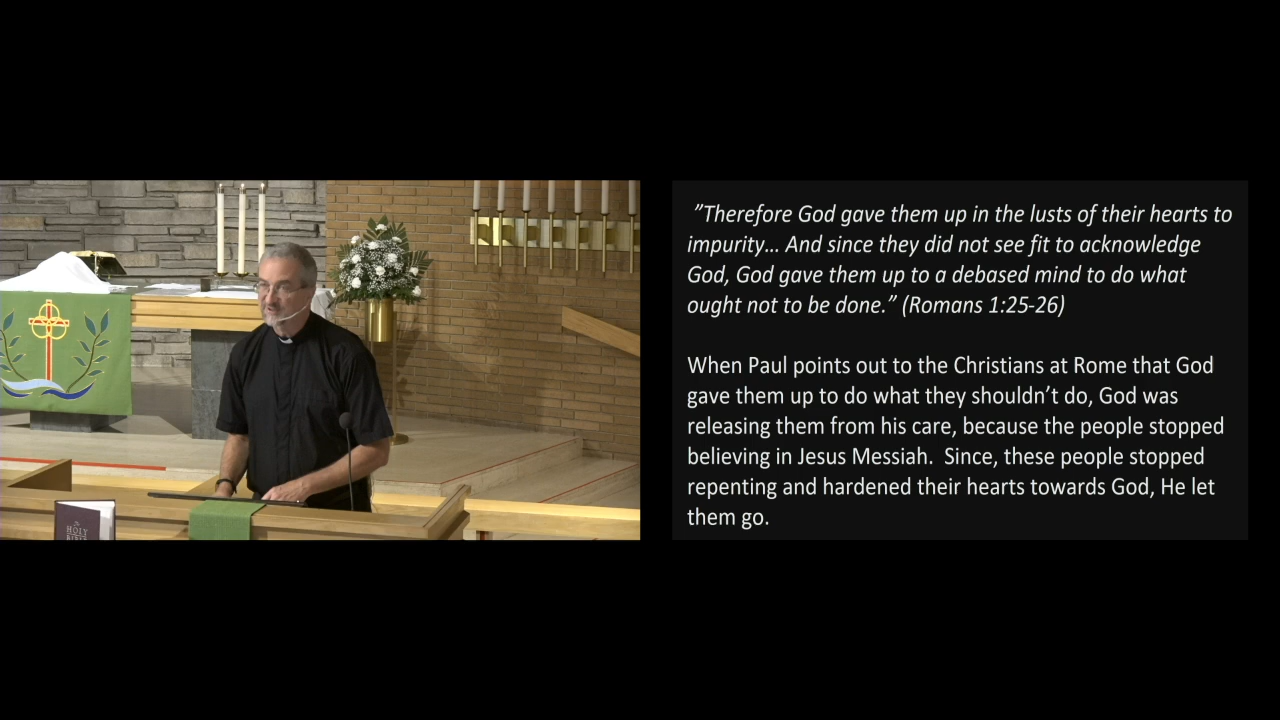 ”Therefore God gave them up in the lusts of their hearts to
impurity… And since they did not see fit to acknowledge
God, God gave them up to a debased mind to do what
ought not to be done.” (Romans 1:25-26)
When Paul points out to the Christians at Rome that God
gave them up to do what they shouldn’t do, God was
releasing them from his care, because the people stopped
believing in Jesus Messiah.  Since, these people stopped
repenting and hardened their hearts towards God, He let
them go.
The
HOLY
BIBLE